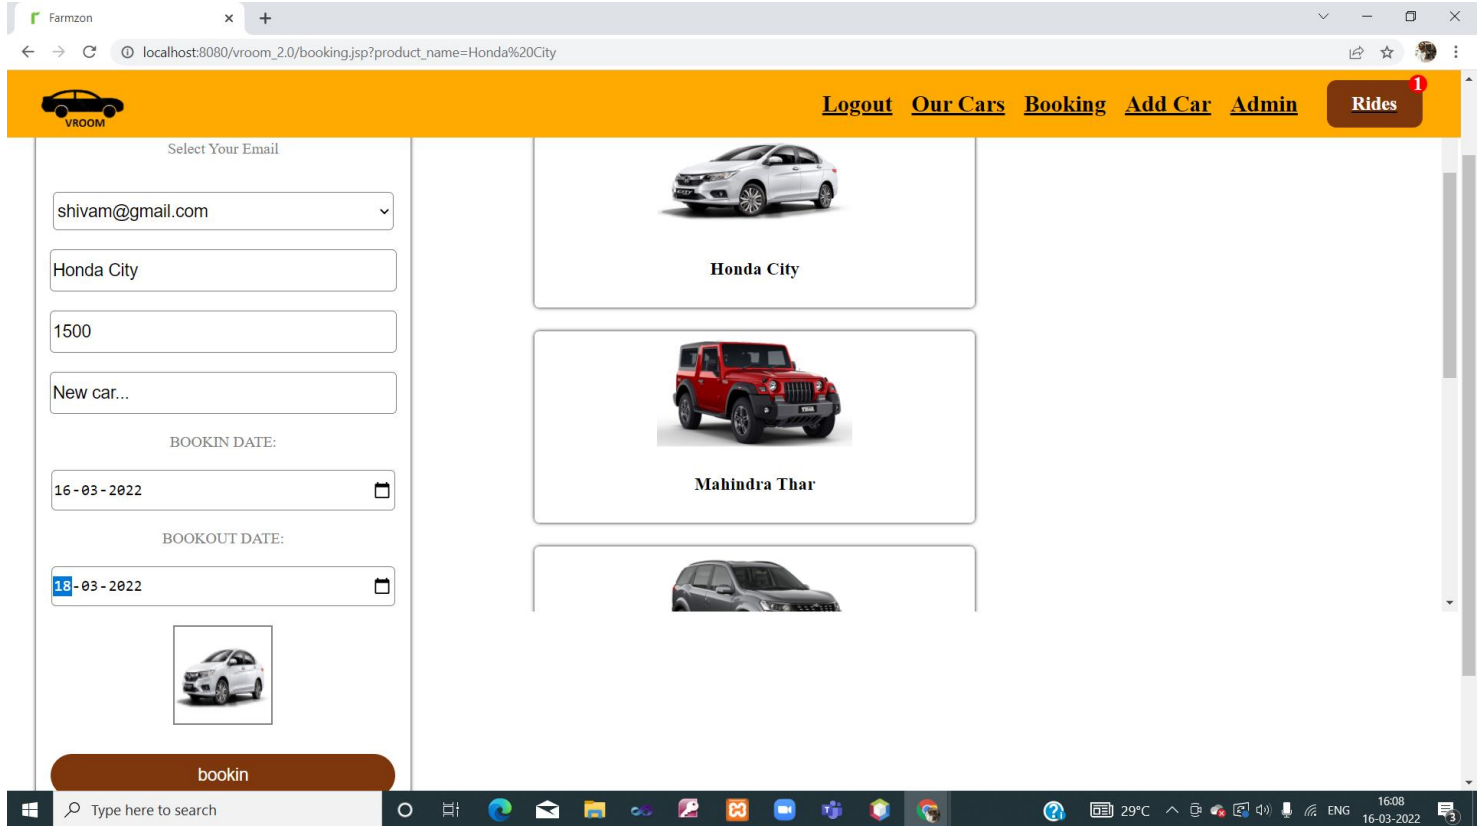 Farmzon
localhost:8080/vroom_2.0/booking.jsp?product_name=Honda%20City
VROOM
Logout Our Cars Booking Add Car Admin Rides 1
Select Your Email
shivam@gmail.com
Honda City
1500
New car...
BOOKIN DATE:
16-03-2022
BOOKOUT DATE:
18-03-2022
bookin
Honda City
Mahindra Thar
Type here to search
29°C
ENG
16:08
16-03-2022
3